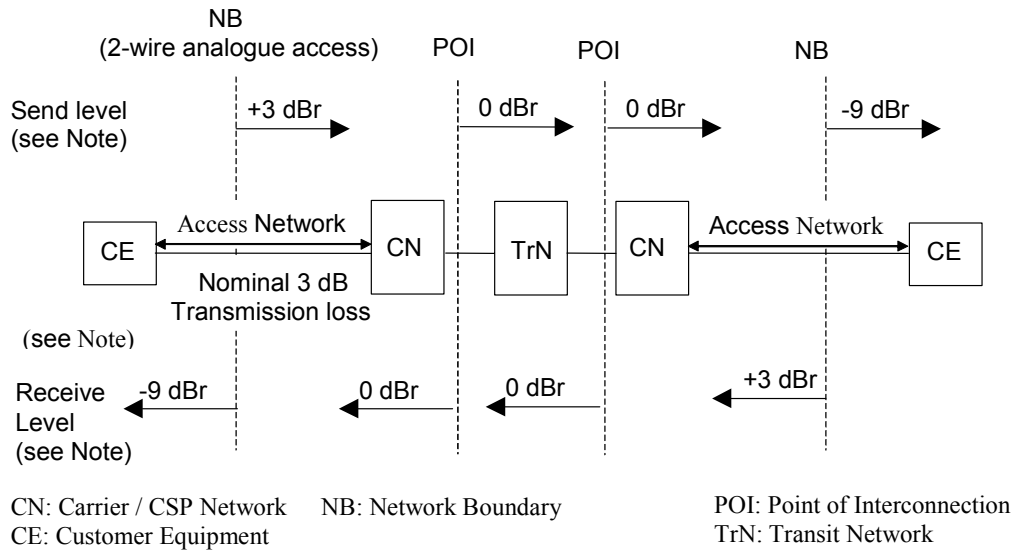 NB
(2-wire analogue access)
POI
POI
NB
Send level
(see Note)
+3 dBr
0 dBr
0 dBr
-9 dBr
CE
Access Network
CN
TrN
CN
Access Network
CE
Nominal 3 dB
Transmission loss
(see Note)
Receive
Level
(see Note)
-9 dBr
0 dBr
0 dBr
+3 dBr
CN: Carrier / CSP Network
NB: Network Boundary
POI: Point of Interconnection
CE: Customer Equipment
TrN: Transit Network